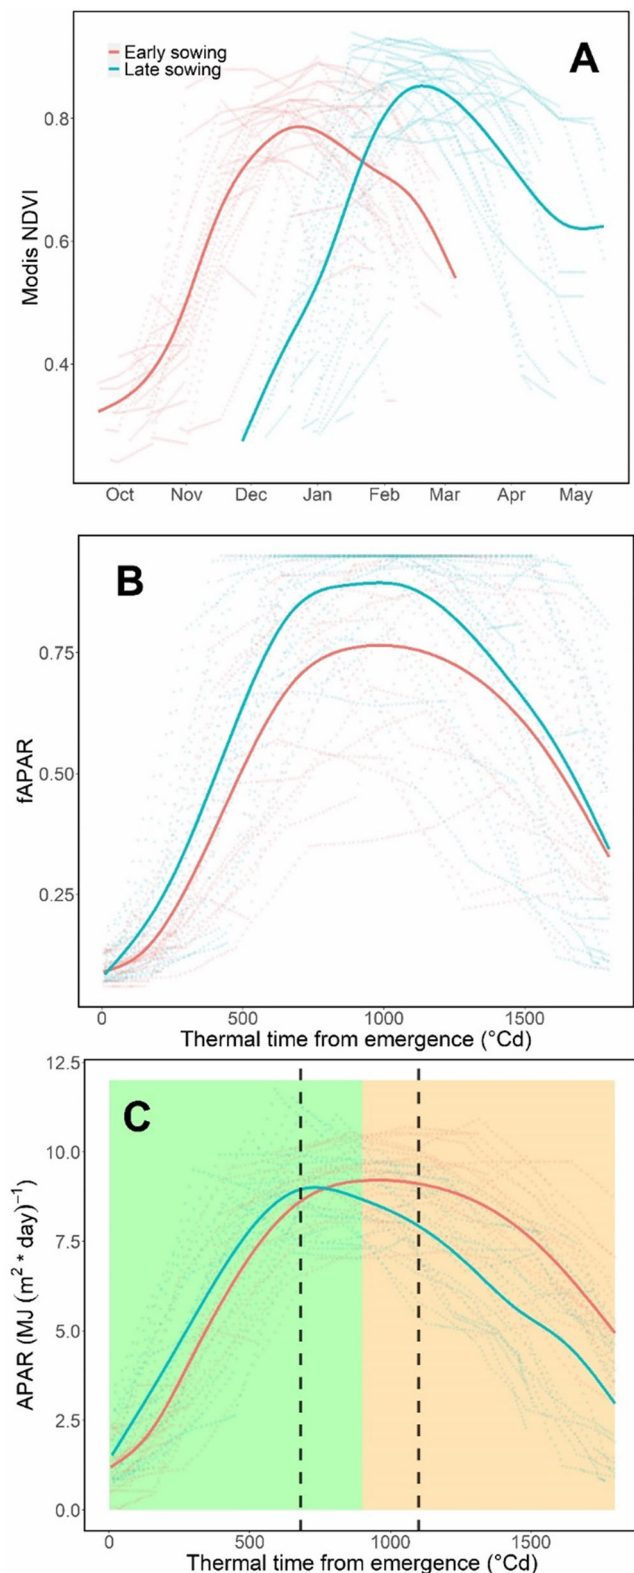 A
Early sowing
Late sowing
Modis NDVI
0.8
0.6
0.4
Oct Nov Dec Jan Feb Mar Apr May
B
fAPAR
0.75
0.50
0.25
0 500 1000 1500
Thermal time from emergence (°Cd)
C
APAR (MJ (m² * day)⁻¹)
12.5
10.0
7.5
5.0
2.5
0.0
0 500 1000 1500
Thermal time from emergence (°Cd)